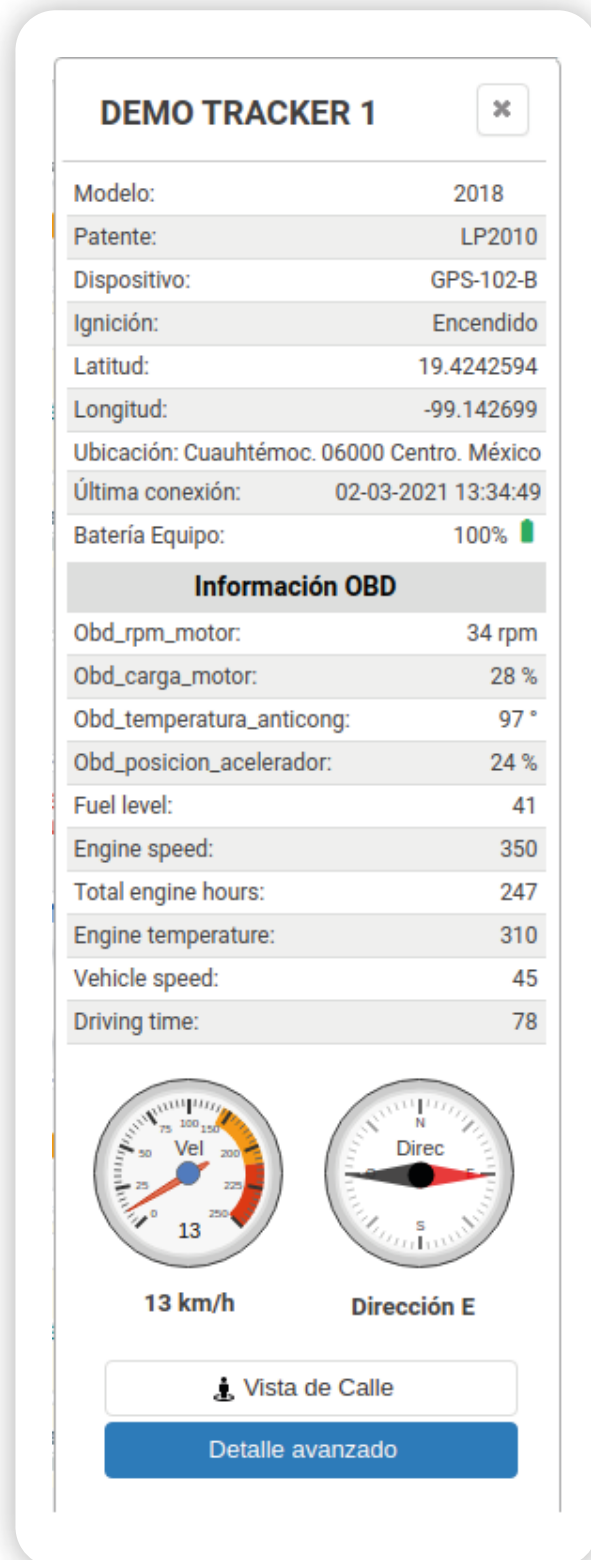 DEMO TRACKER 1
Modelo: 2018
Patente: LP2010
Dispositivo: GPS-102-B
Ignición: Encendido
Latitud: 19.4242594
Longitud: -99.142699
Ubicación: Cuauhtémoc. 06000 Centro. México
Última conexión: 02-03-2021 13:34:49
Batería Equipo: 100%
Información OBD
Obd_rpm_motor: 34 rpm
Obd_carga_motor: 28 %
Obd_temperatura_anticong: 97 °
Obd_posicion_acelerador: 24 %
Fuel level: 41
Engine speed: 350
Total engine hours: 247
Engine temperature: 310
Vehicle speed: 45
Driving time: 78
0 25 50 75 100 150 200 225 250
Vel
13
N
Direc
E
S
13 km/h
Dirección E
Vista de Calle
Detalle avanzado